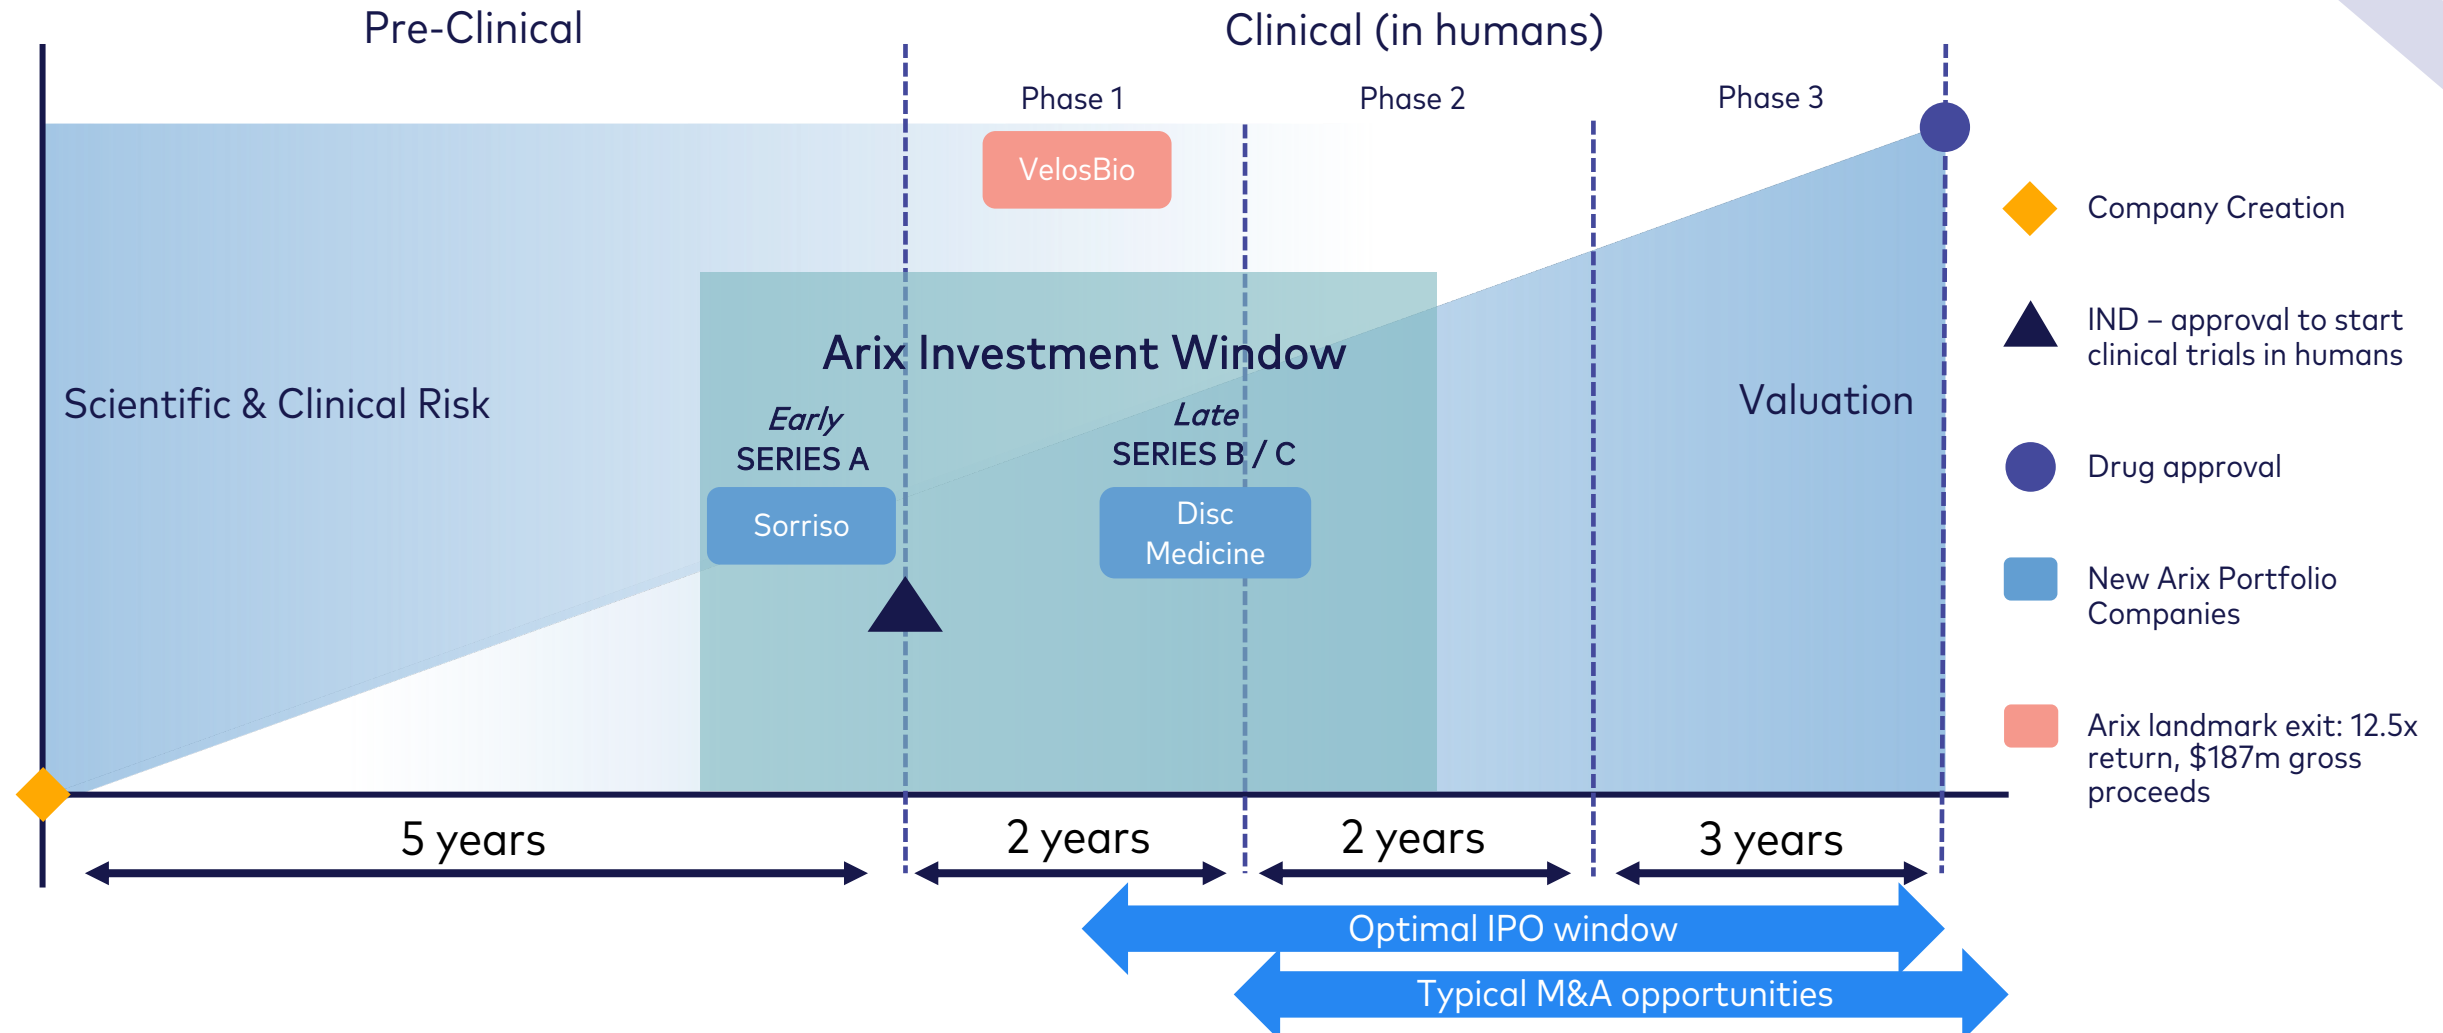 Pre-Clinical
Clinical (in humans)
Phase 1
Phase 2
Phase 3
VelosBio
Arix Investment Window
Scientific & Clinical Risk
Valuation
Early
SERIES A
Late
SERIES B / C
Sorriso
Disc
Medicine
5 years
2 years
2 years
3 years
Optimal IPO window
Typical M&A opportunities
Company Creation
IND – approval to start
clinical trials in humans
Drug approval
New Arix Portfolio
Companies
Arix landmark exit: 12.5x
return, $187m gross
proceeds